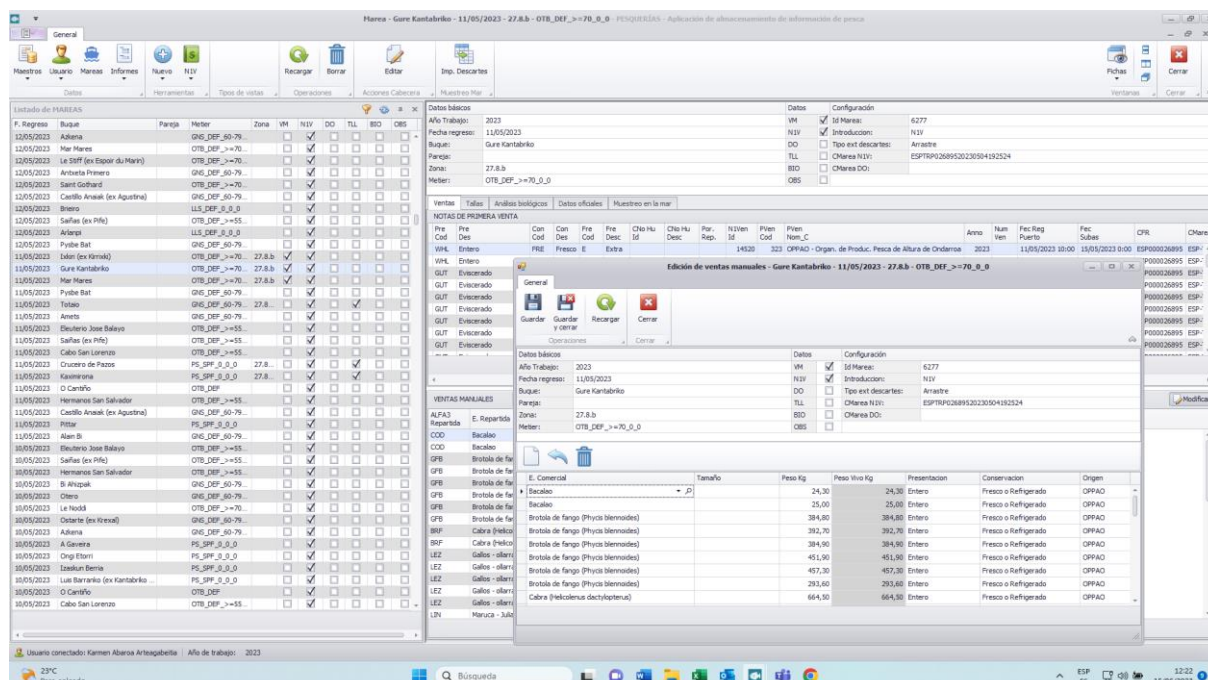 Marea - Gure Kantabriko - 11/05/2023 - 27.8.b - OTB_DEF_>=70_0_0 - PESQUERÍAS - Aplicación de almacenamiento de información de pesca
General
Maestros Usuario Mareas Informes Nuevo N1V Recargar Borrar Editar Imp. Descartes Fichas Cerrar
Datos Herramientas Tipos de vistas Operaciones Acciones Cabecera Muestreo Mar Ventanas Cerrar
Listado de MAREAS
F. Regreso Buque Pareja Metier Zona VM N1V DO TLL BIO OBS
12/05/2023 Azkena GNS_DEF_60-79...
12/05/2023 Mar Mares OTB_DEF_>=70...
12/05/2023 Le Stiff (ex Espoir du Marin) OTB_DEF_>=70...
12/05/2023 Antxeta Primero GNS_DEF_60-79...
12/05/2023 Saint Gothard OTB_DEF_>=70...
12/05/2023 Castillo Anaiak (ex Agustina) GNS_DEF_60-79...
12/05/2023 Brieiro LLS_DEF_0_0_0
12/05/2023 Saiñas (ex Pife) OTB_DEF_>=55...
12/05/2023 Arlanpi LLS_DEF_0_0_0
12/05/2023 Pysbe Bat GNS_DEF_60-79...
11/05/2023 OTB_DEF_>=70... 27.8.b
11/05/2023 Gure Kantabriko OTB_DEF_>=70... 27.8.b
11/05/2023 Mar Mares OTB_DEF_>=70... 27.8.b
11/05/2023 Pysbe Bat GNS_DEF_60-79...
11/05/2023 Totaio GNS_DEF_60-79... 27.8...
11/05/2023 Amets GNS_DEF_60-79...
11/05/2023 Eleuterio Jose Balayo OTB_DEF_>=55...
11/05/2023 Saiñas (ex Pife) OTB_DEF_>=55...
11/05/2023 Cabo San Lorenzo OTB_DEF_>=55...
11/05/2023 Cruceiro de Pazos PS_SPF_0_0_0 27.8...
11/05/2023 Kaximirona PS_SPF_0_0_0 27.8...
11/05/2023 O Cantiño OTB_DEF
11/05/2023 Hermanos San Salvador OTB_DEF_>=55...
11/05/2023 Castillo Anaiak (ex Agustina) GNS_DEF_60-79...
11/05/2023 Pittar PS_SPF_0_0_0
11/05/2023 Alain Bi GNS_DEF_60-79...
10/05/2023 Eleuterio Jose Balayo OTB_DEF_>=55...
10/05/2023 Saiñas (ex Pife) OTB_DEF_>=55...
10/05/2023 Hermanos San Salvador OTB_DEF_>=55...
10/05/2023 Bi Ahizpak GNS_DEF_60-79...
10/05/2023 Otero GNS_DEF_60-79...
10/05/2023 Le Noddi OTB_DEF_>=70...
10/05/2023 Ostarte (ex Krexal) GNS_DEF_60-79...
10/05/2023 Azkena GNS_DEF_60-79...
10/05/2023 A Gaveira PS_SPF_0_0_0
10/05/2023 Ongi Etorri PS_SPF_0_0_0
10/05/2023 Izaskun Berria PS_SPF_0_0_0
10/05/2023 Luis Barranko (ex Kantabriko ... PS_SPF_0_0_0
10/05/2023 O Cantiño OTB_DEF
10/05/2023 Cabo San Lorenzo OTB_DEF_>=55...
Datos básicos Datos Configuración
Año Trabajo: 2023 VM Id Marea: 6277
Fecha regreso: 11/05/2023 N1V Introduccion: N1V
Buque: Gure Kantabriko DO Tipo ext descartes: Arrastre
Pareja: TLL CMarea N1V: ESPTRP02689520230504192524
Zona: 27.8.b BIO CMarea DO:
Metier: OTB_DEF_>=70_0_0 OBS
Ventas Tallas Análisis biológicos Datos oficiales Muestreo en la mar
NOTAS DE PRIMERA VENTA
Pre Cod Pre Des Con Cod Con Des Fre Cod Fre Desc CNo Hu Id CNo Hu Desc Por. Rep. N1Ven Id PVen Cod PVen Nom_C Anno Num Ven Fec Reg Puerto Fec Subas CPR CMare
WHL Entero FRE Fresco E Extra 14520 323 OPPAO - Organ. de Produc. Pesca de Altura de Ondarroa 2023 11/05/2023 10:00 15/05/2023 0:00 ESP000026895 ESP-
WHL Entero P000026895 ESP-
GUT Eviscerado P000026895 ESP-
GUT Eviscerado P000026895 ESP-
GUT Eviscerado P000026895 ESP-
GUT Eviscerado P000026895 ESP-
GUT Eviscerado P000026895 ESP-
GUT Eviscerado P000026895 ESP-
VENTAS MANUALES Modifica
ALFA3 Repartida E. Repartida
COD Bacalao
COD Bacalao
GFB Brotola de fan
GFB Brotola de fan
GFB Brotola de fan
GFB Brotola de fan
GFB Brotola de fan
GFB Brotola de fan
BRF Cabra (Helico
BRF Cabra (Helico
LEZ Gallos - ollarra
LEZ Gallos - ollarra
LEZ Gallos - ollarra
LEZ Gallos - ollarra
LEZ Gallos - ollarra
LIN Maruca - Julia
Edición de ventas manuales - Gure Kantabriko - 11/05/2023 - 27.8.b - OTB_DEF_>=70_0_0
General
Guardar Guardar y cerrar Recargar Cerrar
Operaciones Cerrar
Datos básicos Datos Configuración
Año Trabajo: 2023 VM Id Marea: 6277
Fecha regreso: 11/05/2023 N1V Introduccion: N1V
Buque: Gure Kantabriko DO Tipo ext descartes: Arrastre
Pareja: TLL CMarea N1V: ESPTRP02689520230504192524
Zona: 27.8.b BIO CMarea DO:
Metier: OTB_DEF_>=70_0_0 OBS
E. Comercial Tamaño Peso Kg Peso Vivo Kg Presentacion Conservacion Origen
Bacalao 24,30 24,30 Entero Fresco o Refrigerado OPPAO
Bacalao 25,00 25,00 Entero Fresco o Refrigerado OPPAO
Brotola de fango (Phycis blennoides) 384,80 384,80 Entero Fresco o Refrigerado OPPAO
Brotola de fango (Phycis blennoides) 392,70 392,70 Entero Fresco o Refrigerado OPPAO
Brotola de fango (Phycis blennoides) 384,90 384,90 Entero Fresco o Refrigerado OPPAO
Brotola de fango (Phycis blennoides) 451,90 451,90 Entero Fresco o Refrigerado OPPAO
Brotola de fango (Phycis blennoides) 457,30 457,30 Entero Fresco o Refrigerado OPPAO
Brotola de fango (Phycis blennoides) 293,60 293,60 Entero Fresco o Refrigerado OPPAO
Cabra (Helicolenus dactylopterus) 664,50 664,50 Entero Fresco o Refrigerado OPPAO
Usuario conectado: Karmen Abaroa Arteagabeitia Año de trabajo: 2023
23°C
Búsqueda
ESP
12:22